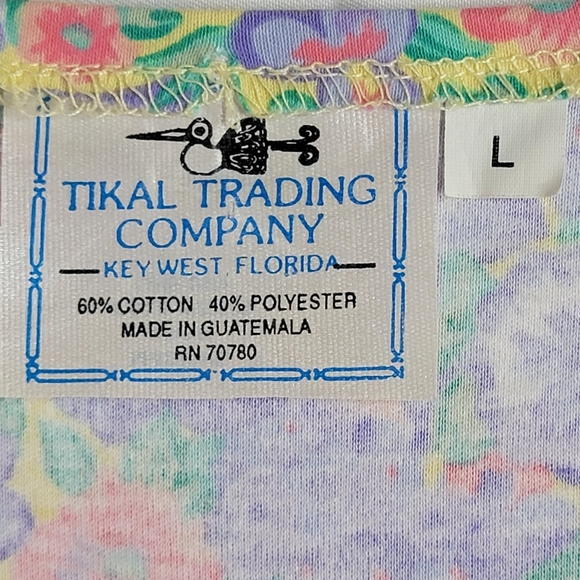 TIKAL TRADING
COMPANY
KEY WEST, FLORIDA
60% COTTON 40% POLYESTER
MADE IN GUATEMALA
RN 70780
L